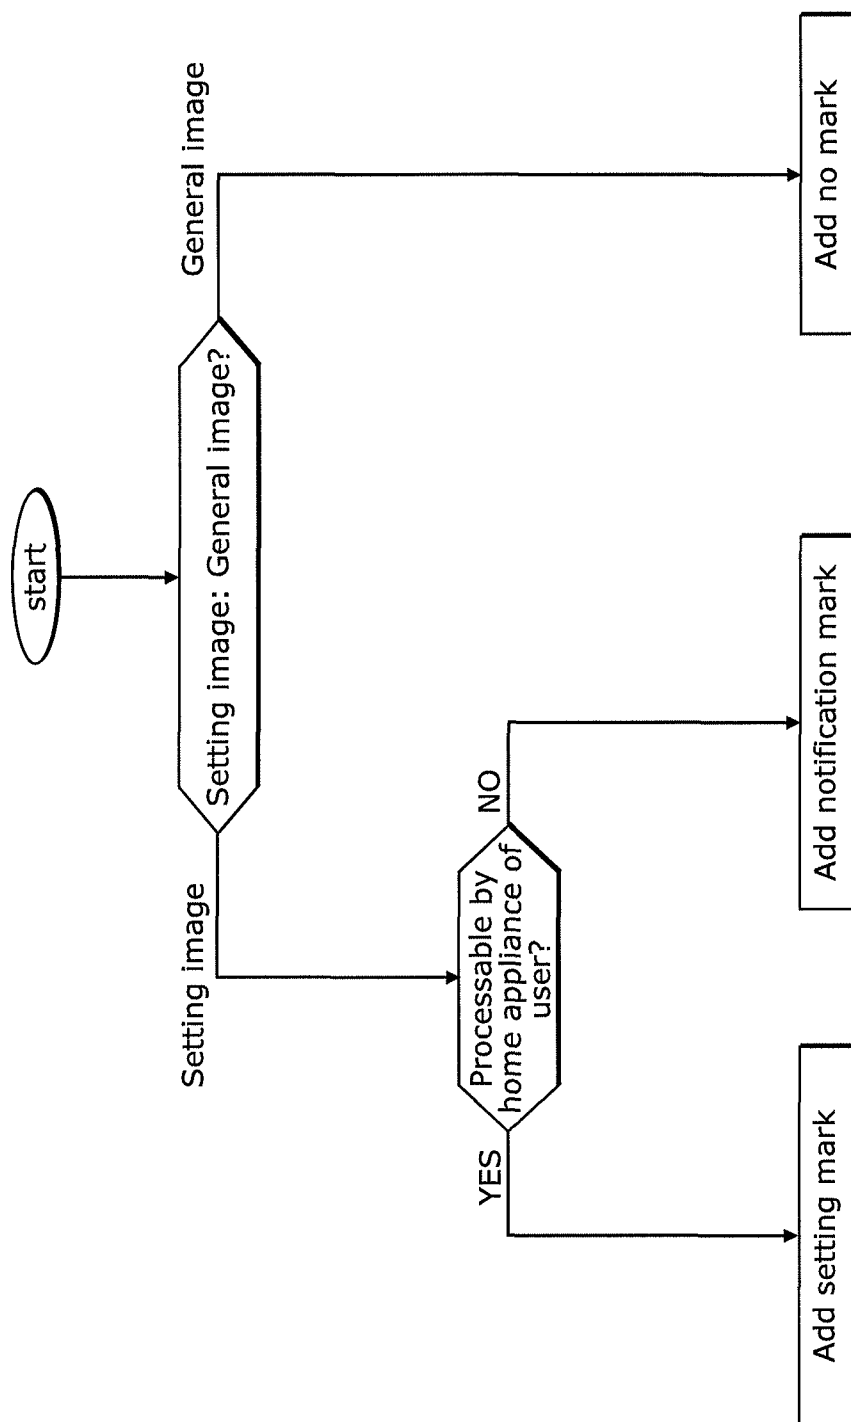 start
Setting image: General image?
Setting image
General image
Processable by
home appliance of
user?
YES
NO
Add setting mark
Add notification mark
Add no mark